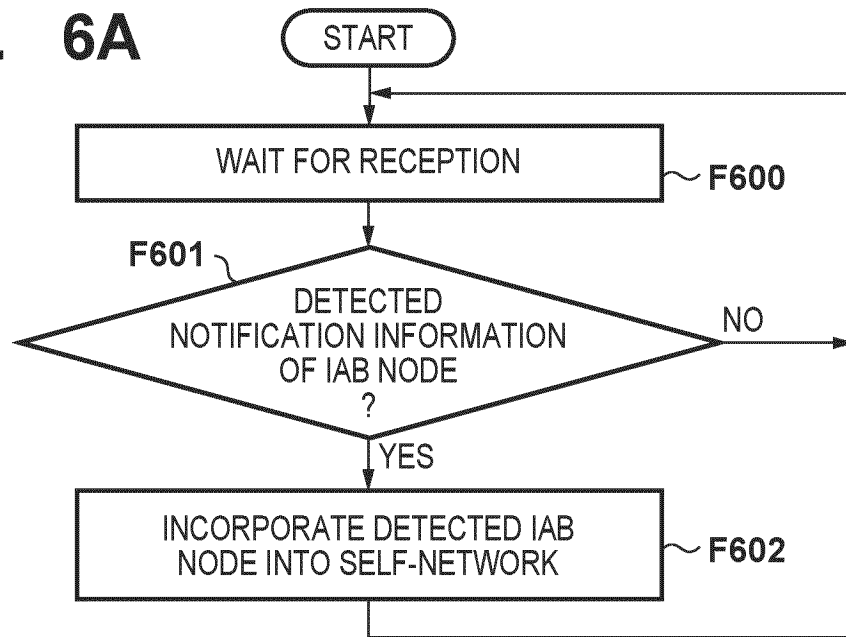 6A
START
WAIT FOR RECEPTION
F600
F601
DETECTED
NOTIFICATION INFORMATION
OF IAB NODE
?
NO
YES
INCORPORATE DETECTED IAB
NODE INTO SELF-NETWORK
F602